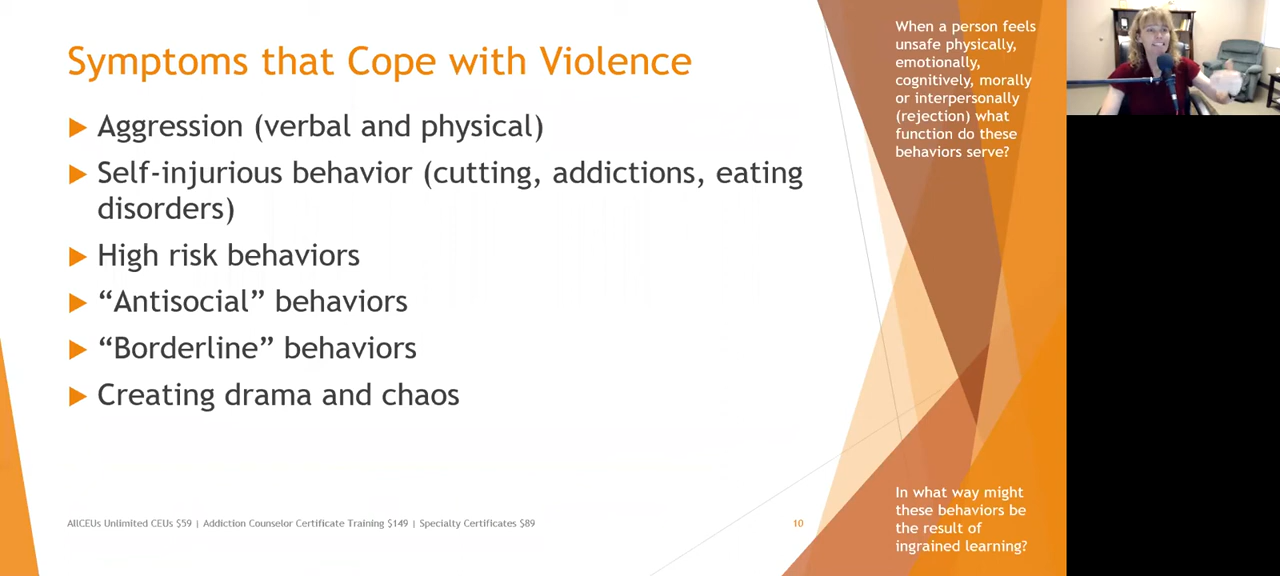 Symptoms that Cope with Violence
Aggression (verbal and physical)
Self-injurious behavior (cutting, addictions, eating
disorders)
High risk behaviors
“Antisocial” behaviors
“Borderline” behaviors
Creating drama and chaos
AllCEUs Unlimited CEUs $59 | Addiction Counselor Certificate Training $149 | Specialty Certificates $89
10
When a person feels
unsafe physically,
emotionally,
cognitively, morally
or interpersonally
(rejection) what
function do these
behaviors serve?
In what way might
these behaviors be
the result of
ingrained learning?